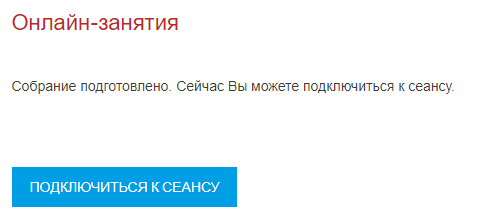 Онлайн-занятия
Собрание подготовлено. Сейчас Вы можете подключиться к сеансу.
ПОДКЛЮЧИТЬСЯ К СЕАНСУ